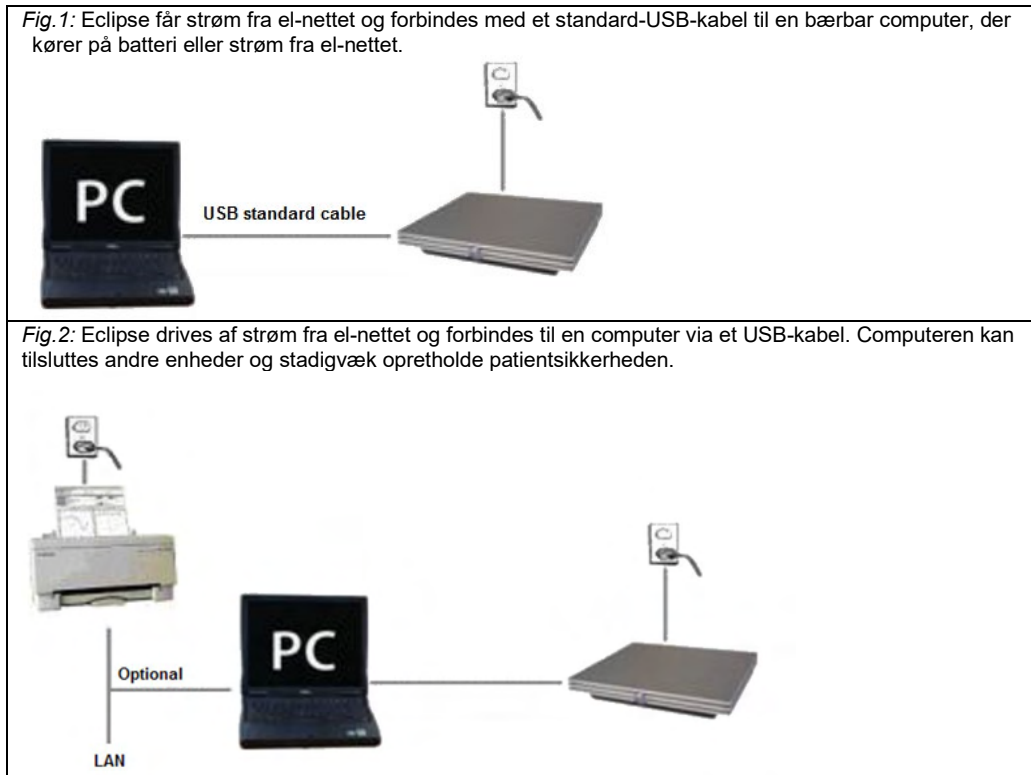 Fig.1: Eclipse får strøm fra el-nettet og forbindes med et standard-USB-kabel til en bærbar computer, der
kører på batteri eller strøm fra el-nettet.
PC
USB standard cable
Fig.2: Eclipse drives af strøm fra el-nettet og forbindes til en computer via et USB-kabel. Computeren kan
tilsluttes andre enheder og stadigvæk opretholde patientsikkerheden.
PC
Optional
LAN